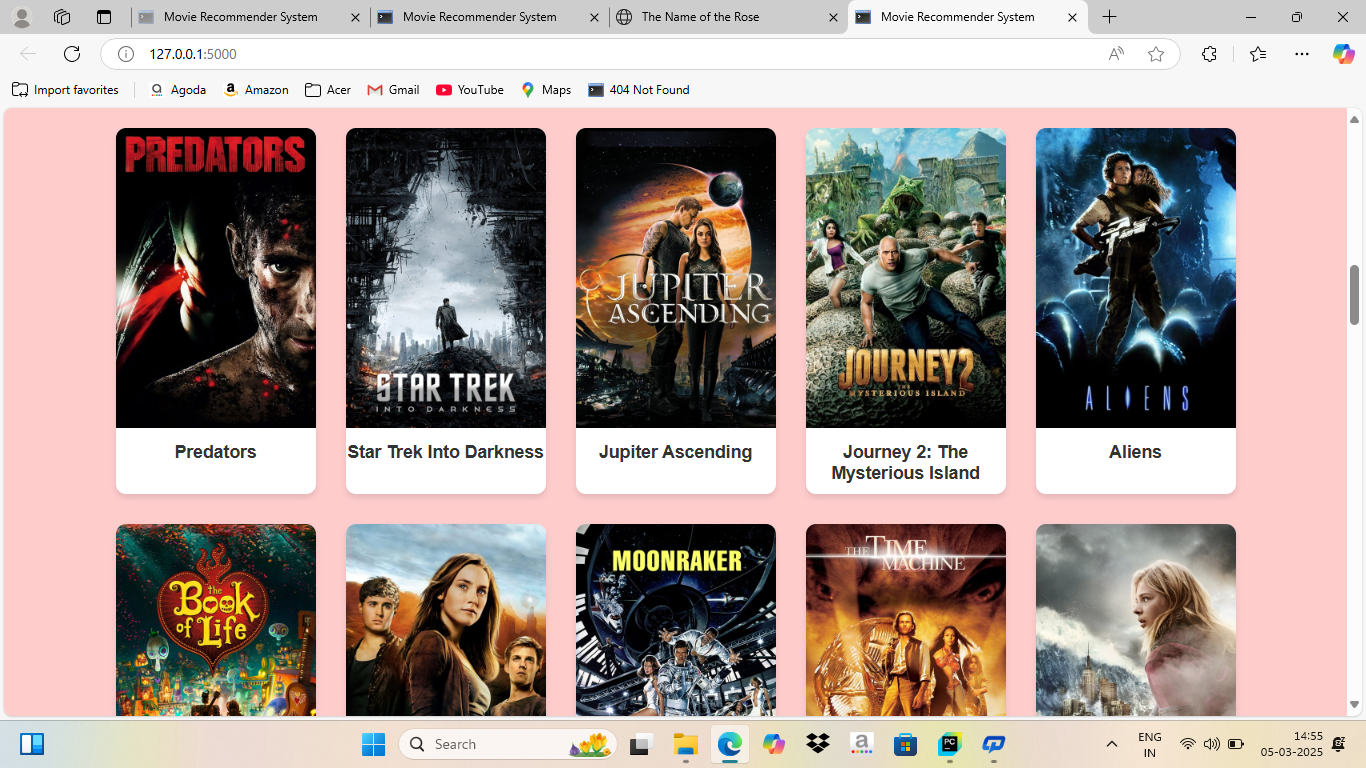 Movie Recommender System
Movie Recommender System
The Name of the Rose
Movie Recommender System
127.0.0.1:5000
Import favorites
Agoda
Amazon
Acer
Gmail
YouTube
Maps
404 Not Found
PREDATORS
STAR TREK
INTO DARKNESS
JUPITER
ASCENDING
JOURNEY 2
THE
MYSTERIOUS ISLAND
ALIENS
Predators
Star Trek Into Darkness
Jupiter Ascending
Journey 2: The
Mysterious Island
Aliens
the
Book
of Life
MOONRAKER
THE TIME
MACHINE
Search
ENG
IN
14:55
05-03-2025